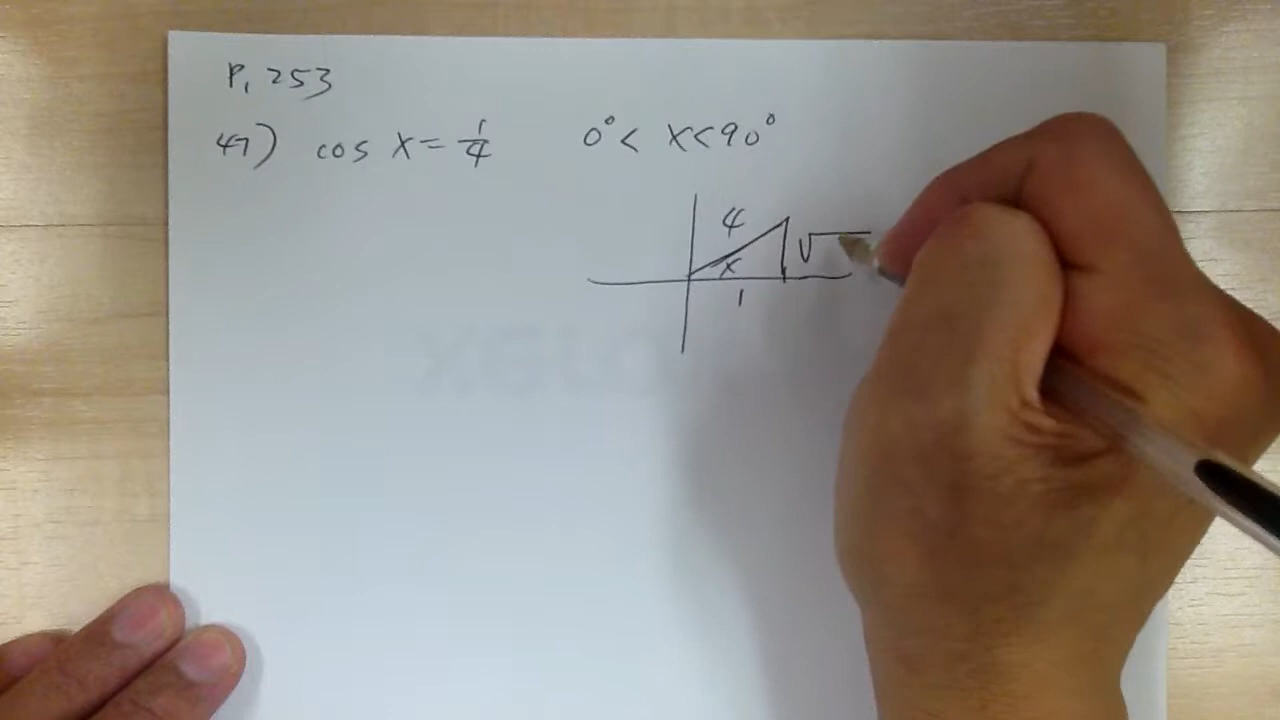 P. 253
47) cos x = 1/4 0° < x < 90°
4
x
√
1